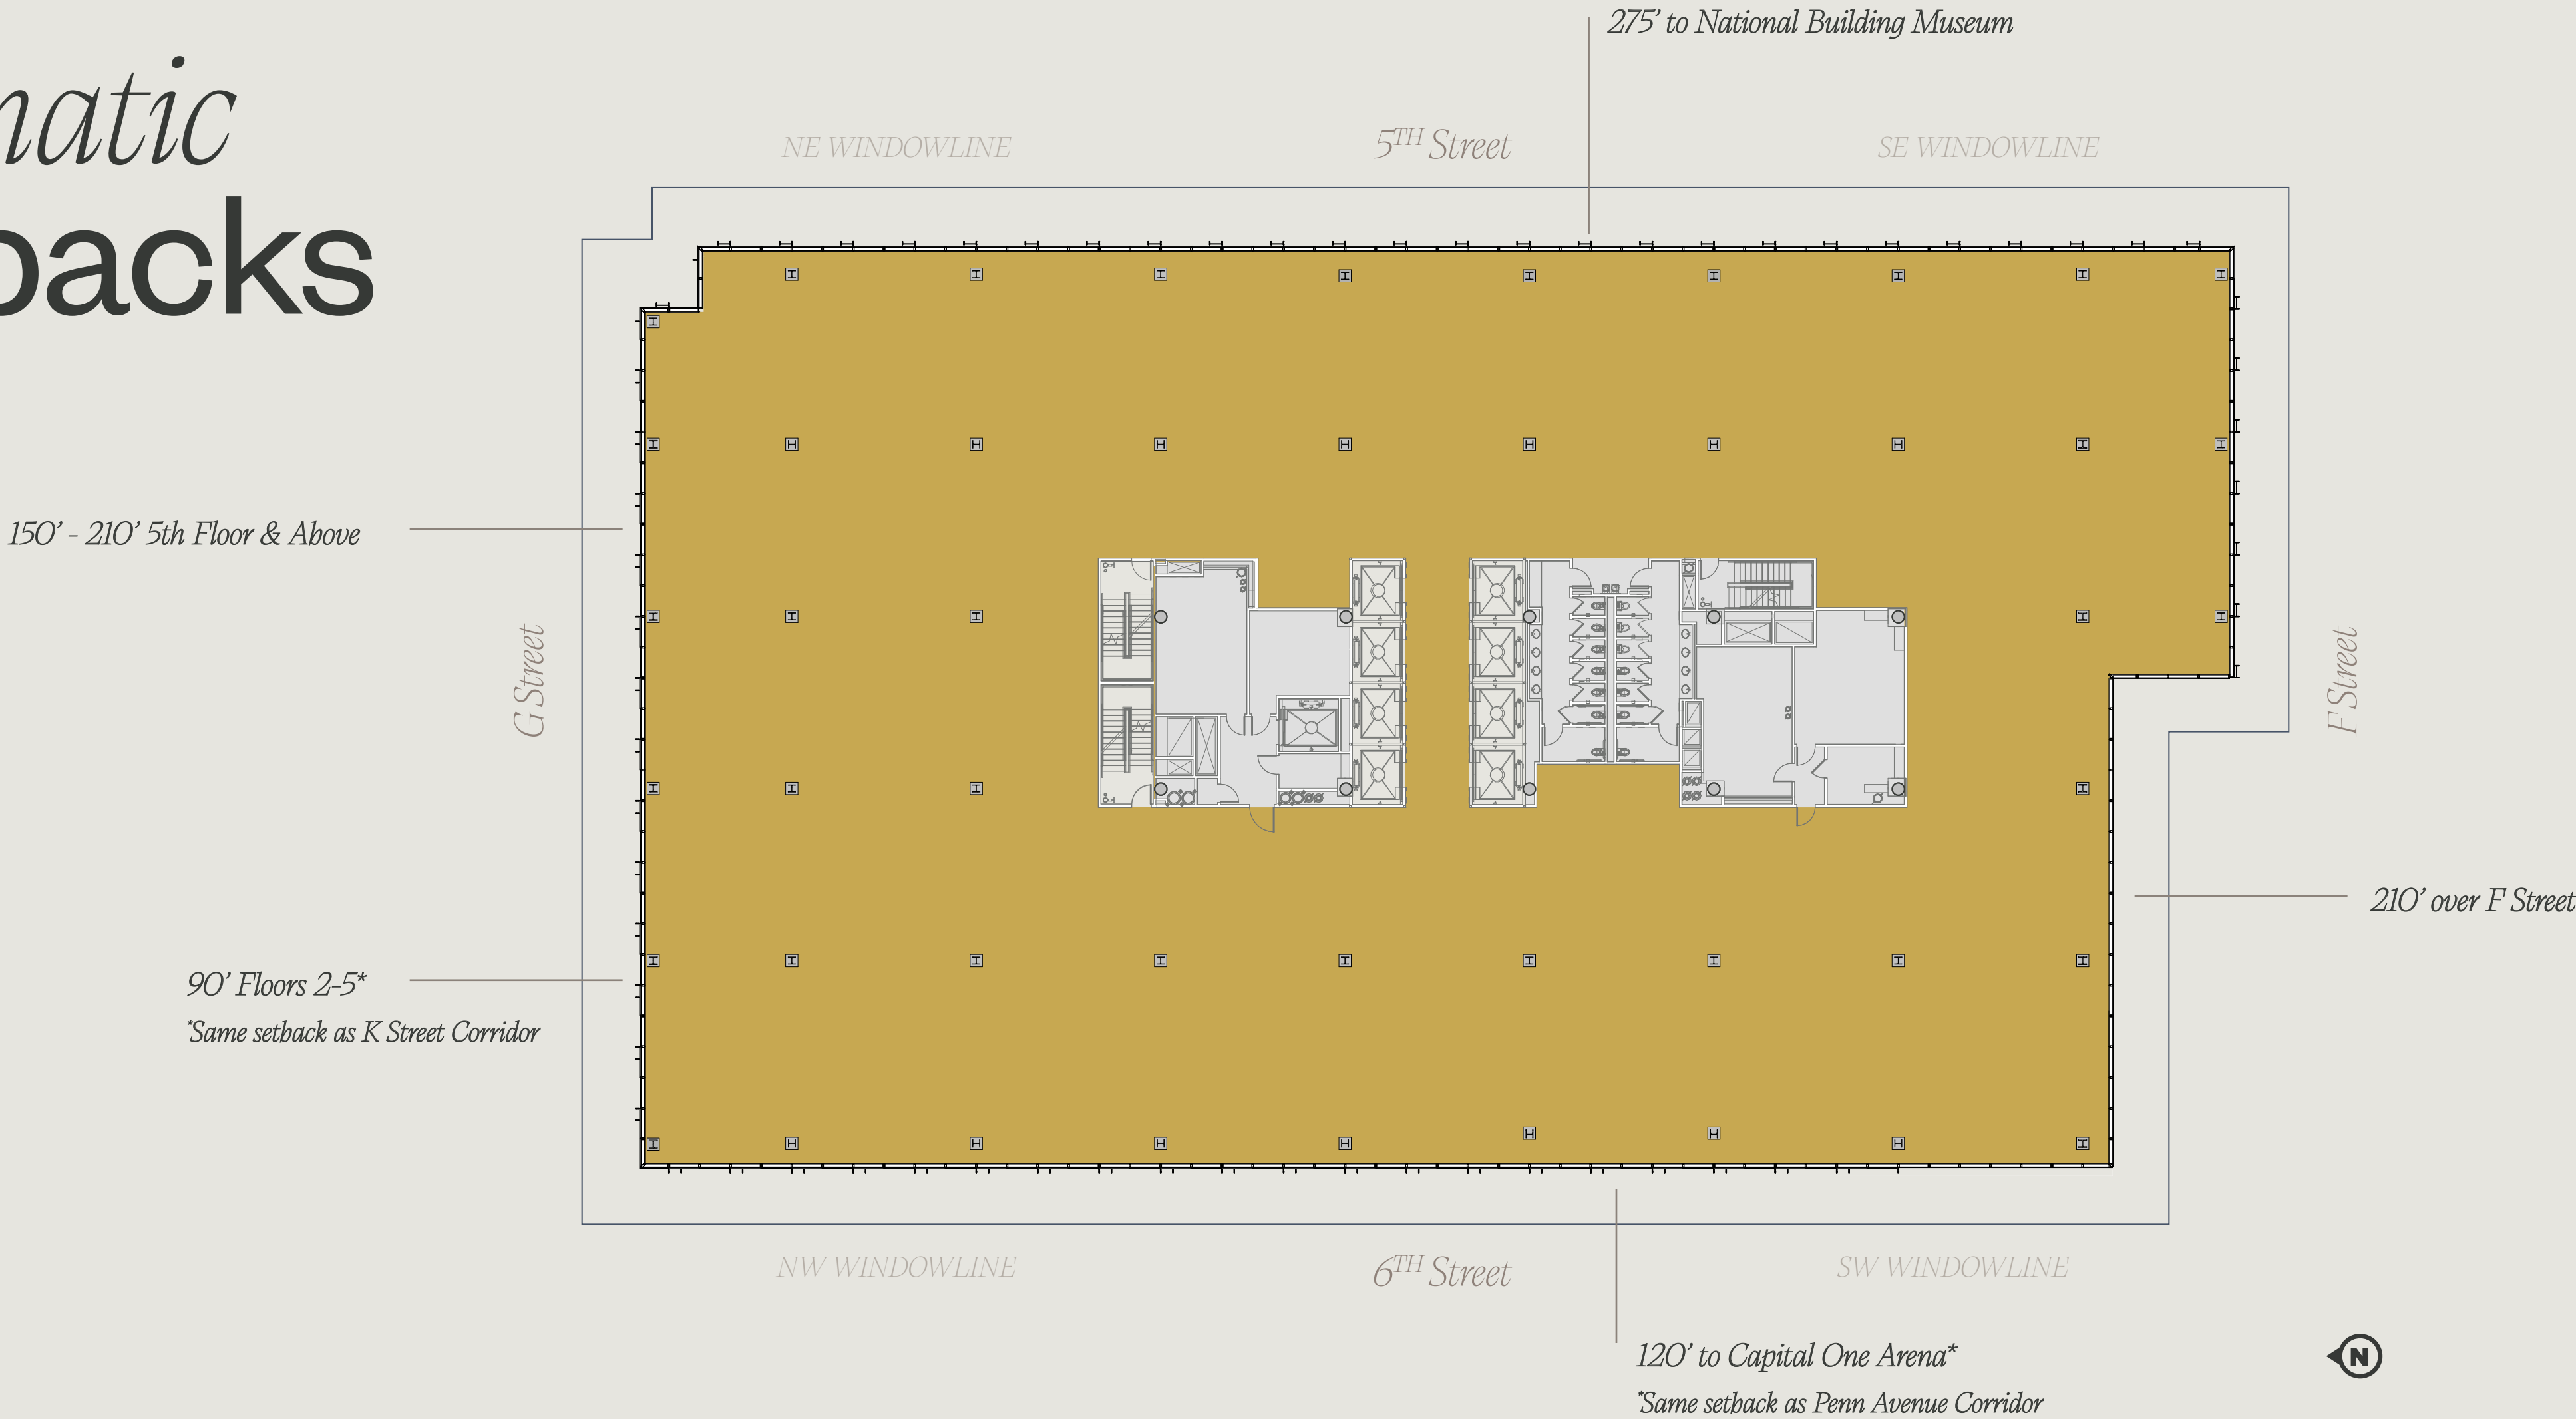 275’ to National Building Museum
matic
backs
NE WINDOWLINE
5TH Street
SE WINDOWLINE
150’ - 210’ 5th Floor & Above
G Street
F Street
210’ over F Street
90’ Floors 2-5*
*Same setback as K Street Corridor
NW WINDOWLINE
6TH Street
SW WINDOWLINE
120’ to Capital One Arena*
*Same setback as Penn Avenue Corridor
N